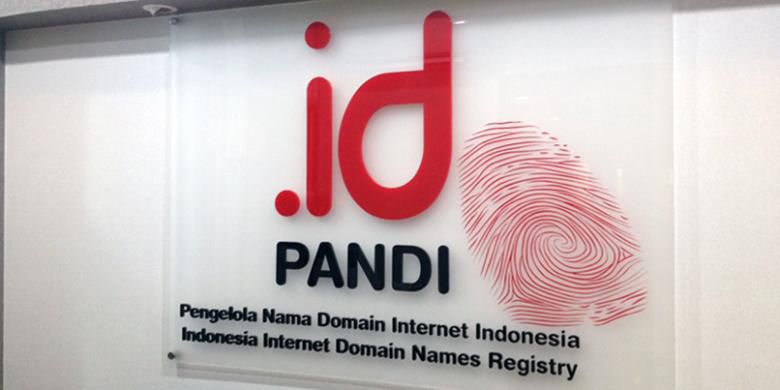 .id
PANDI
Pengelola Nama Domain Internet Indonesia
Indonesia Internet Domain Names Registry